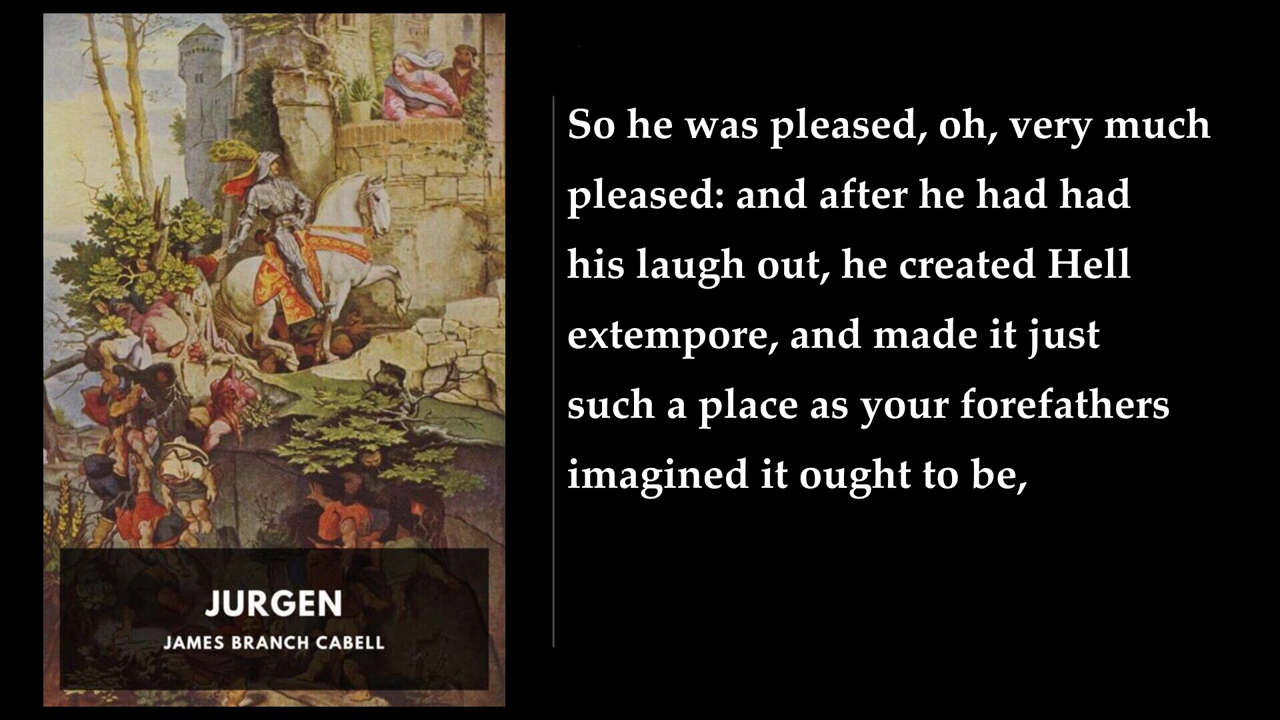 So he was pleased, oh, very much
pleased: and after he had had
his laugh out, he created Hell
extempore, and made it just
such a place as your forefathers
imagined it ought to be,
JURGEN
JAMES BRANCH CABELL